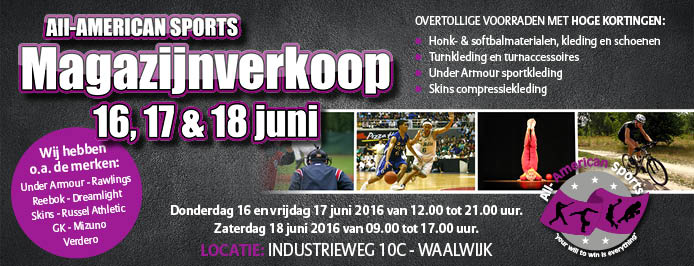 All-AMERICAN SPORTS
Magazijnverkoop
16, 17 & 18 juni
OVERTOLLIGE VOORRADEN MET HOGE KORTINGEN:
Honk- & softbalmaterialen, kleding en schoenen
Turnkleding en turnaccessoires
Under Armour sportkleding
Skins compressiekleding
Wij hebben
o.a. de merken:
Under Armour - Rawlings
Reebok - Dreamlight
Skins - Russel Athletic
GK - Mizuno
Verdero
Donderdag 16 en vrijdag 17 juni 2016 van 12.00 tot 21.00 uur.
Zaterdag 18 juni 2016 van 09.00 tot 17.00 uur.
LOCATIE: INDUSTRIEWEG 10C - WAALWIJK
All-American Sports
"your will to win is everything"